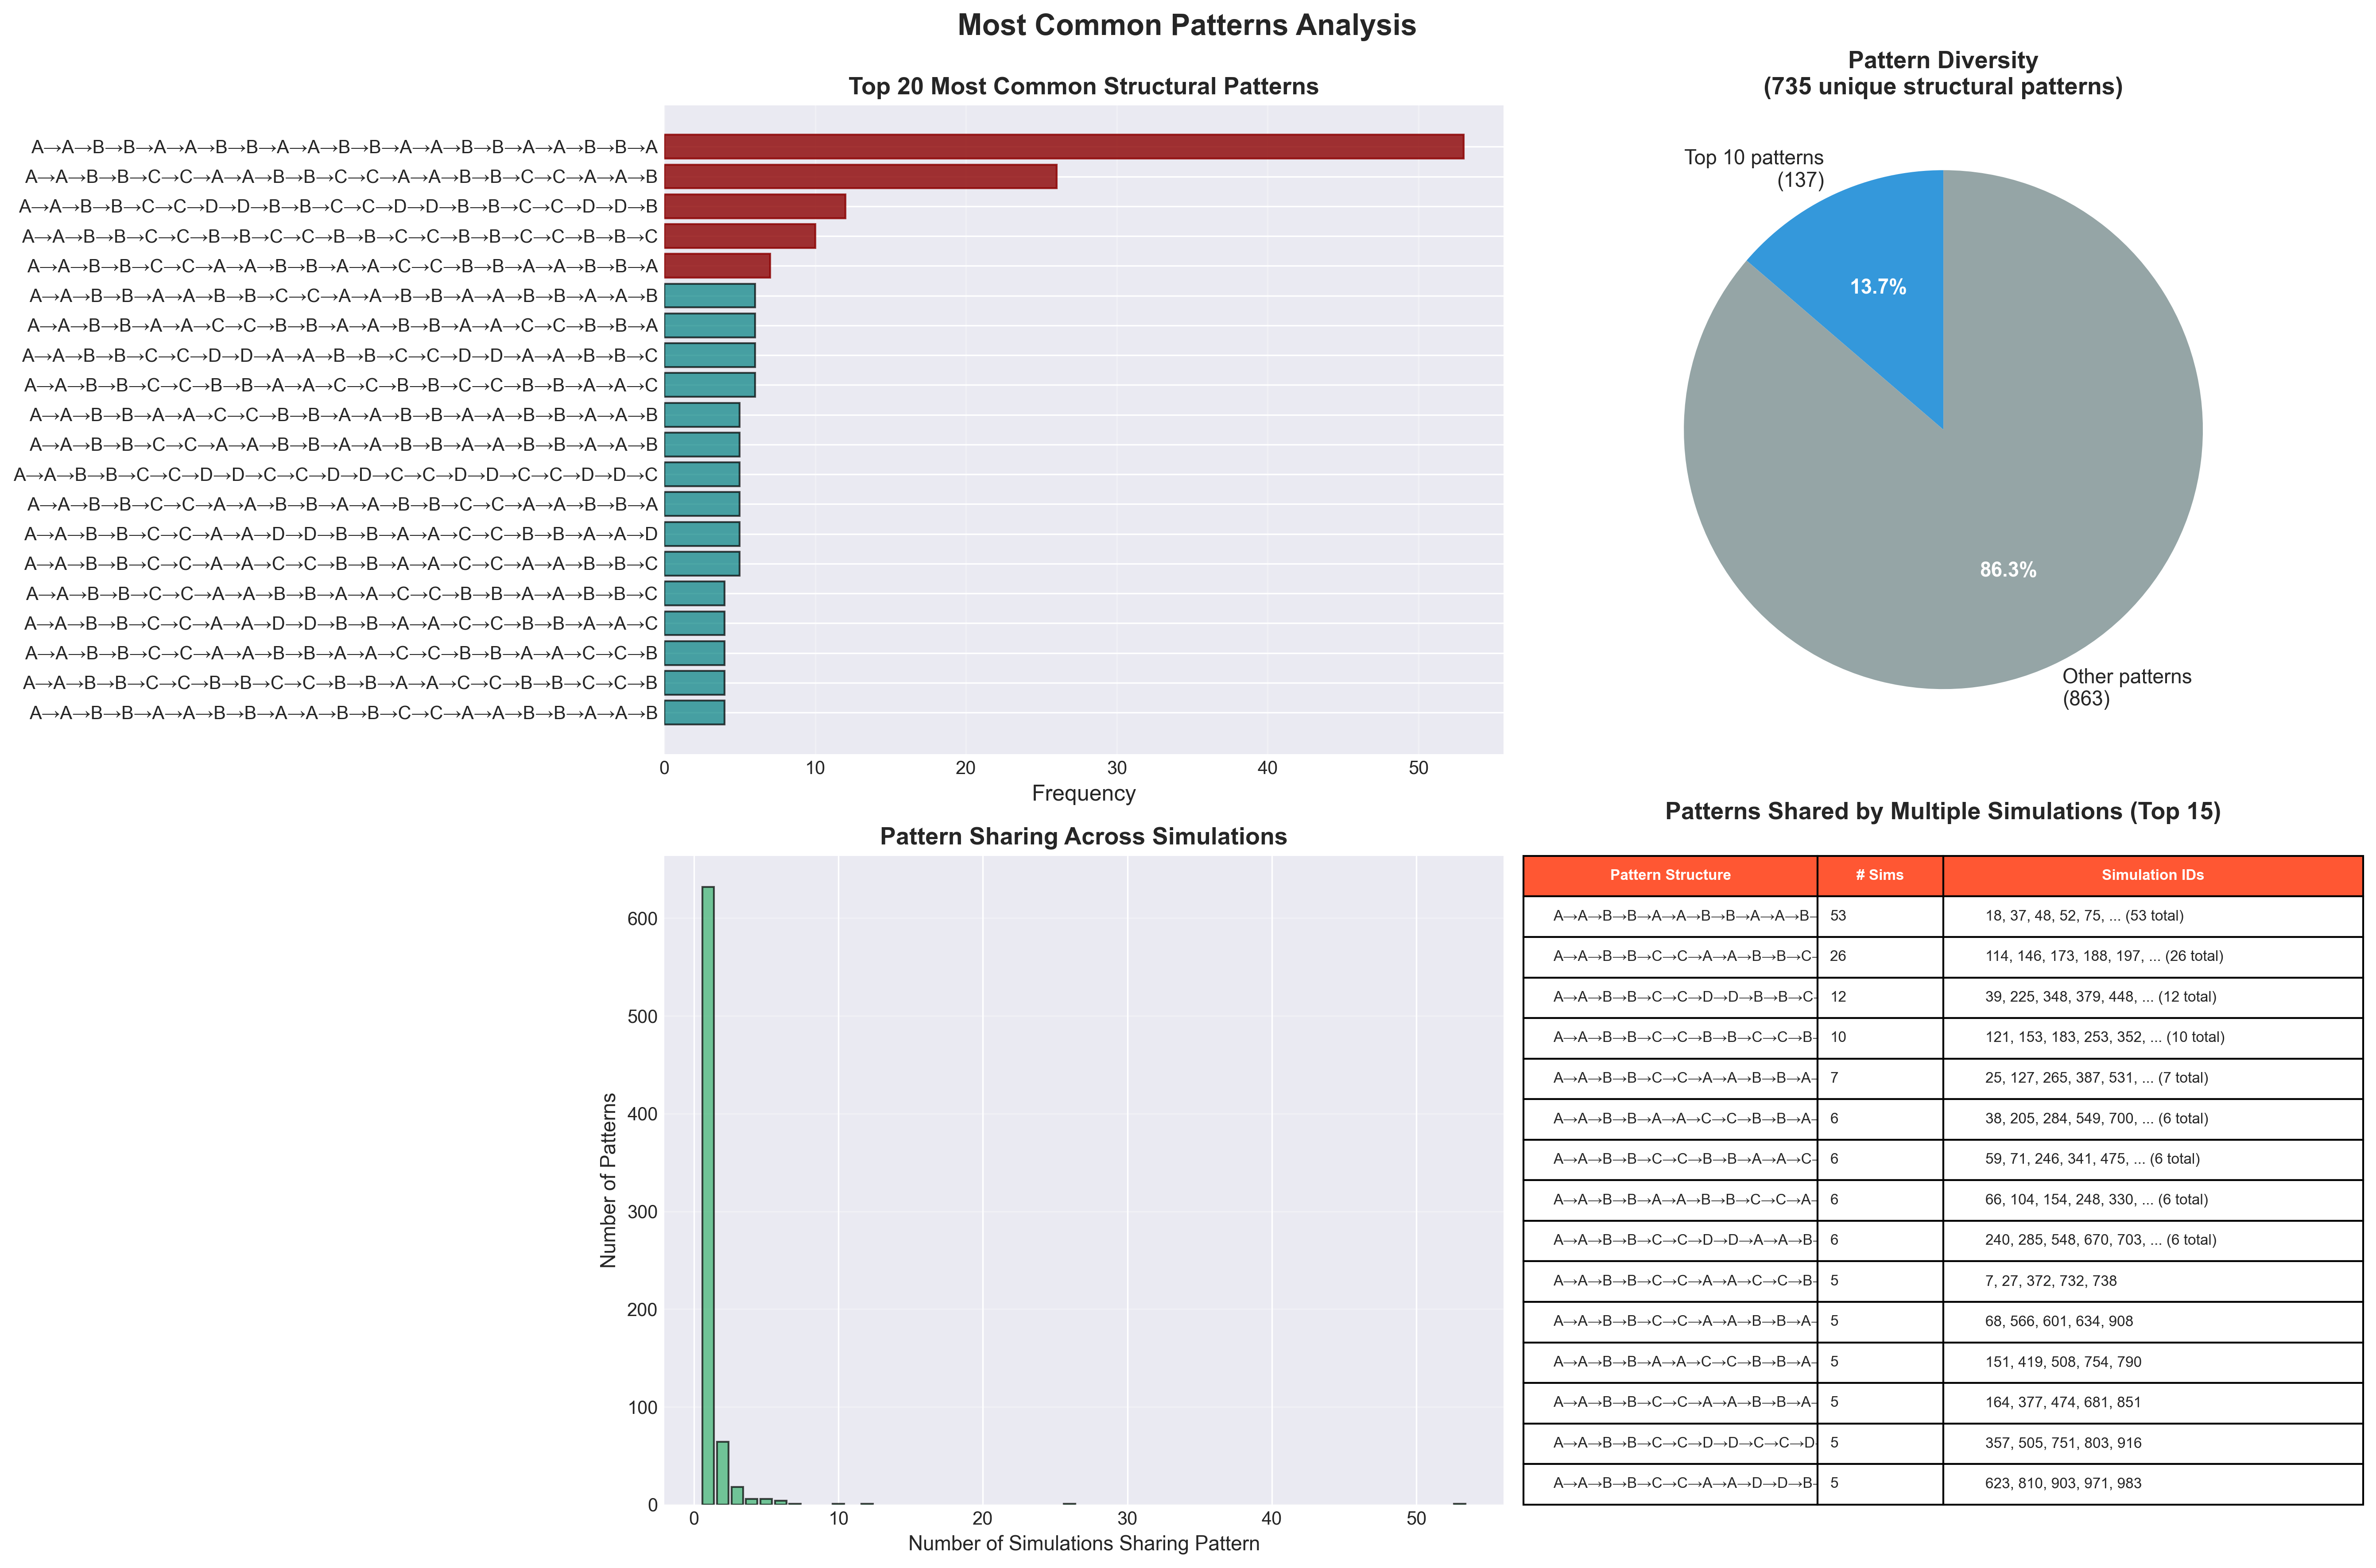 Most Common Patterns Analysis
Top 20 Most Common Structural Patterns
A→A→B→B→A→A→B→B→A→A→B→B→A→A→B→B→A→A→B→B→A
A→A→B→B→C→C→A→A→B→B→C→C→A→A→B→B→C→C→A→A→B
A→A→B→B→C→C→D→D→B→B→C→C→D→D→B→B→C→C→D→D→B
A→A→B→B→C→C→B→B→C→C→B→B→C→C→B→B→C→C→B→B→C
A→A→B→B→C→C→A→A→B→B→A→A→C→C→B→B→A→A→B→B→A
A→A→B→B→A→A→B→B→C→C→A→A→B→B→A→A→B→B→A→A→B
A→A→B→B→A→A→C→C→B→B→A→A→B→B→A→A→C→C→B→B→A
A→A→B→B→C→C→D→D→A→A→B→B→C→C→D→D→A→A→B→B→C
A→A→B→B→C→C→B→B→A→A→C→C→B→B→C→C→B→B→A→A→C
A→A→B→B→A→A→C→C→B→B→A→A→B→B→A→A→B→B→A→A→B
A→A→B→B→C→C→A→A→B→B→A→A→B→B→A→A→B→B→A→A→B
A→A→B→B→C→C→D→D→C→C→D→D→C→C→D→D→C→C→D→D→C
A→A→B→B→C→C→A→A→B→B→A→A→B→B→C→C→A→A→B→B→A
A→A→B→B→C→C→A→A→D→D→B→B→A→A→C→C→B→B→A→A→D
A→A→B→B→C→C→A→A→C→C→B→B→A→A→C→C→A→A→B→B→C
A→A→B→B→C→C→A→A→B→B→A→A→C→C→B→B→A→A→B→B→C
A→A→B→B→C→C→A→A→D→D→B→B→A→A→C→C→B→B→A→A→C
A→A→B→B→C→C→A→A→B→B→A→A→C→C→B→B→A→A→C→C→B
A→A→B→B→C→C→B→B→C→C→B→B→A→A→C→C→B→B→C→C→B
A→A→B→B→A→A→B→B→A→A→B→B→C→C→A→A→B→B→A→A→B
0 10 20 30 40 50
Frequency
Pattern Diversity
(735 unique structural patterns)
Top 10 patterns
(137)
13.7%
86.3%
Other patterns
(863)
Pattern Sharing Across Simulations
600
500
400
300
200
100
0
Number of Patterns
0 10 20 30 40 50
Number of Simulations Sharing Pattern
Patterns Shared by Multiple Simulations (Top 15)
Pattern Structure # Sims Simulation IDs
A→A→B→B→A→A→B→B→A→A→B- 53 18, 37, 48, 52, 75, ... (53 total)
A→A→B→B→C→C→A→A→B→B→C- 26 114, 146, 173, 188, 197, ... (26 total)
A→A→B→B→C→C→D→D→B→B→C- 12 39, 225, 348, 379, 448, ... (12 total)
A→A→B→B→C→C→B→B→C→C→B- 10 121, 153, 183, 253, 352, ... (10 total)
A→A→B→B→C→C→A→A→B→B→A- 7 25, 127, 265, 387, 531, ... (7 total)
A→A→B→B→A→A→C→C→B→B→A- 6 38, 205, 284, 549, 700, ... (6 total)
A→A→B→B→C→C→B→B→A→A→C- 6 59, 71, 246, 341, 475, ... (6 total)
A→A→B→B→A→A→B→B→C→C→A- 6 66, 104, 154, 248, 330, ... (6 total)
A→A→B→B→C→C→D→D→A→A→B- 6 240, 285, 548, 670, 703, ... (6 total)
A→A→B→B→C→C→A→A→C→C→B- 5 7, 27, 372, 732, 738
A→A→B→B→C→C→A→A→B→B→A- 5 68, 566, 601, 634, 908
A→A→B→B→A→A→C→C→B→B→A- 5 151, 419, 508, 754, 790
A→A→B→B→C→C→A→A→B→B→A- 5 164, 377, 474, 681, 851
A→A→B→B→C→C→D→D→C→C→D 5 357, 505, 751, 803, 916
A→A→B→B→C→C→A→A→D→D→B- 5 623, 810, 903, 971, 983